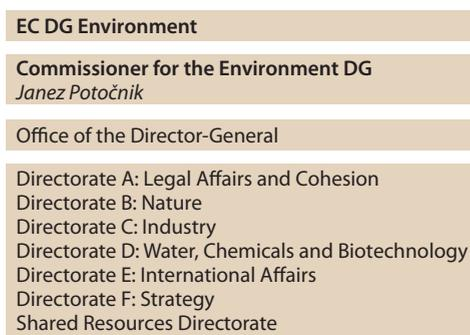 EC DG Environment
Commissioner for the Environment DG
Janez Potočnik
Office of the Director-General
Directorate A: Legal Affairs and Cohesion
Directorate B: Nature
Directorate C: Industry
Directorate D: Water, Chemicals and Biotechnology
Directorate E: International Affairs
Directorate F: Strategy
Shared Resources Directorate